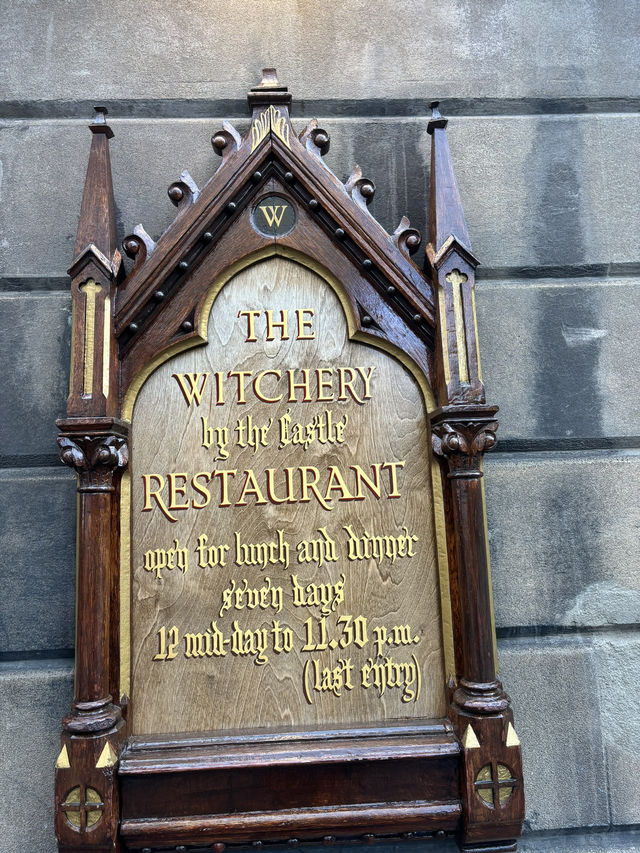 W
THE
WITCHERY
by the Castle
RESTAURANT
open for lunch and dinner
seven days
12 mid-day to 11.30 p.m.
(last entry)